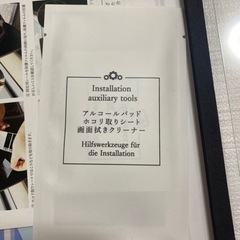 Installation
auxiliary tools
アルコールパッド
ホコリ取りシート
画面拭きクリーナー
Hilfswerkzeuge für
die Installation